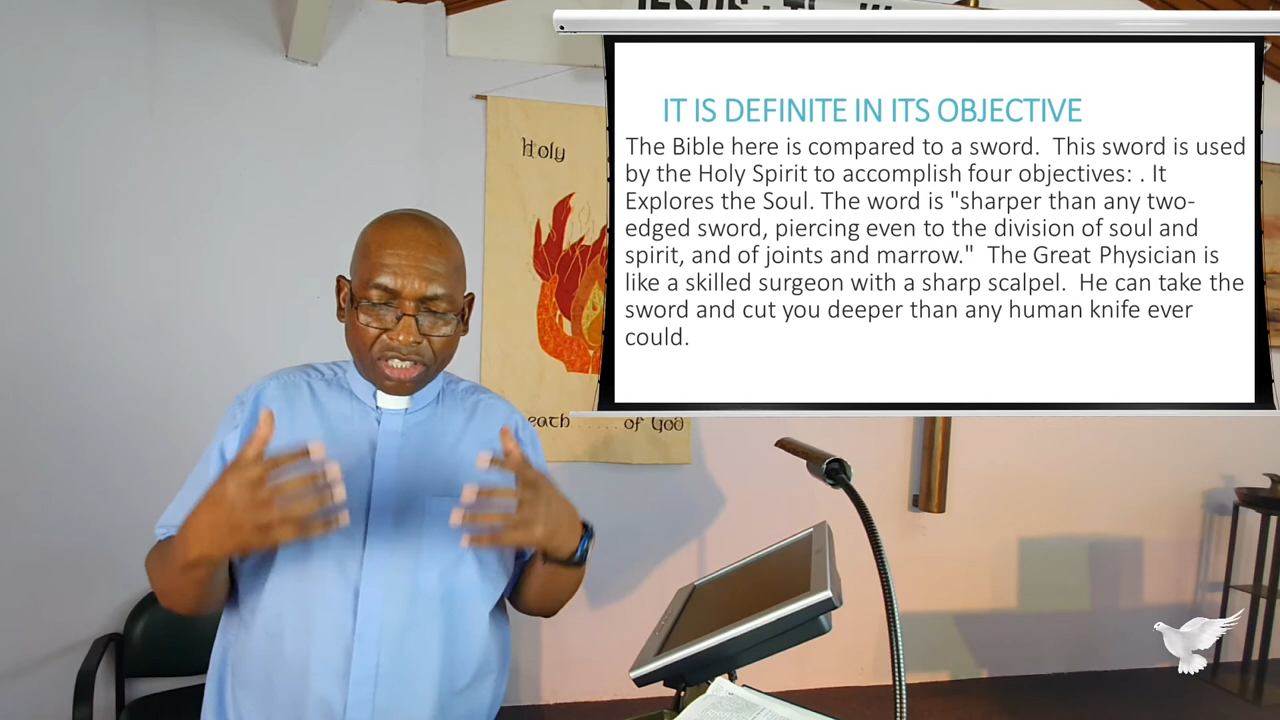 JESUS : The W
Holy
IT IS DEFINITE IN ITS OBJECTIVE
The Bible here is compared to a sword.  This sword is used
by the Holy Spirit to accomplish four objectives: . It
Explores the Soul. The word is "sharper than any two-
edged sword, piercing even to the division of soul and
spirit, and of joints and marrow."  The Great Physician is
like a skilled surgeon with a sharp scalpel.  He can take the
sword and cut you deeper than any human knife ever
could.
eath ..... of God